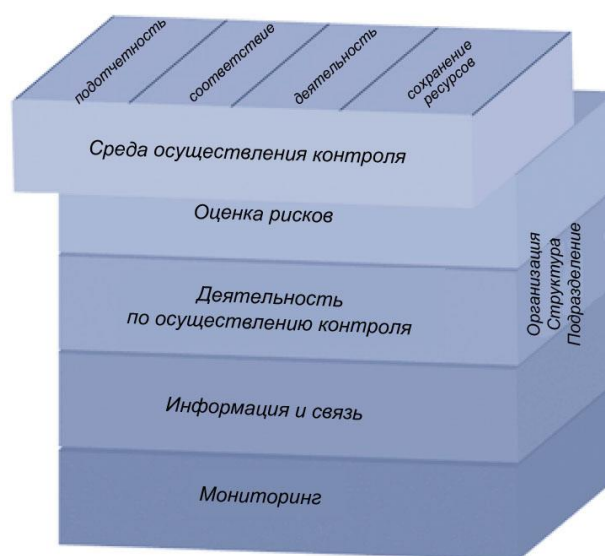 подотчетность
соответствие
деятельность
сохранение
ресурсов
Среда осуществления контроля
Оценка рисков
Деятельность
по осуществлению контроля
Информация и связь
Мониторинг
Организация
Структура
Подразделение